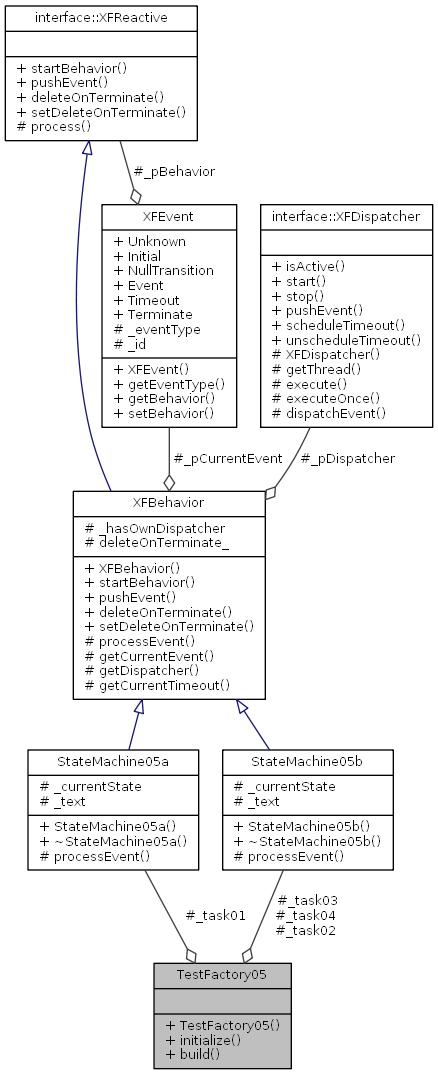 interface::XFReactive
+ startBehavior()
+ pushEvent()
+ deleteOnTerminate()
+ setDeleteOnTerminate()
# process()
#_pBehavior
XFEvent
+ Unknown
+ Initial
+ NullTransition
+ Event
+ Timeout
+ Terminate
# _eventType
# _id
+ XFEvent()
+ getEventType()
+ getBehavior()
+ setBehavior()
interface::XFDispatcher
+ isActive()
+ start()
+ stop()
+ pushEvent()
+ scheduleTimeout()
+ unscheduleTimeout()
# XFDispatcher()
# getThread()
# execute()
# executeOnce()
# dispatchEvent()
#_pCurrentEvent
#_pDispatcher
XFBehavior
# _hasOwnDispatcher
# deleteOnTerminate_
+ XFBehavior()
+ startBehavior()
+ pushEvent()
+ deleteOnTerminate()
+ setDeleteOnTerminate()
# processEvent()
# getCurrentEvent()
# getDispatcher()
# getCurrentTimeout()
StateMachine05a
# _currentState
# _text
+ StateMachine05a()
+ ~StateMachine05a()
# processEvent()
StateMachine05b
# _currentState
# _text
+ StateMachine05b()
+ ~StateMachine05b()
# processEvent()
#_task01
#_task03
#_task04
#_task02
TestFactory05
+ TestFactory05()
+ initialize()
+ build()